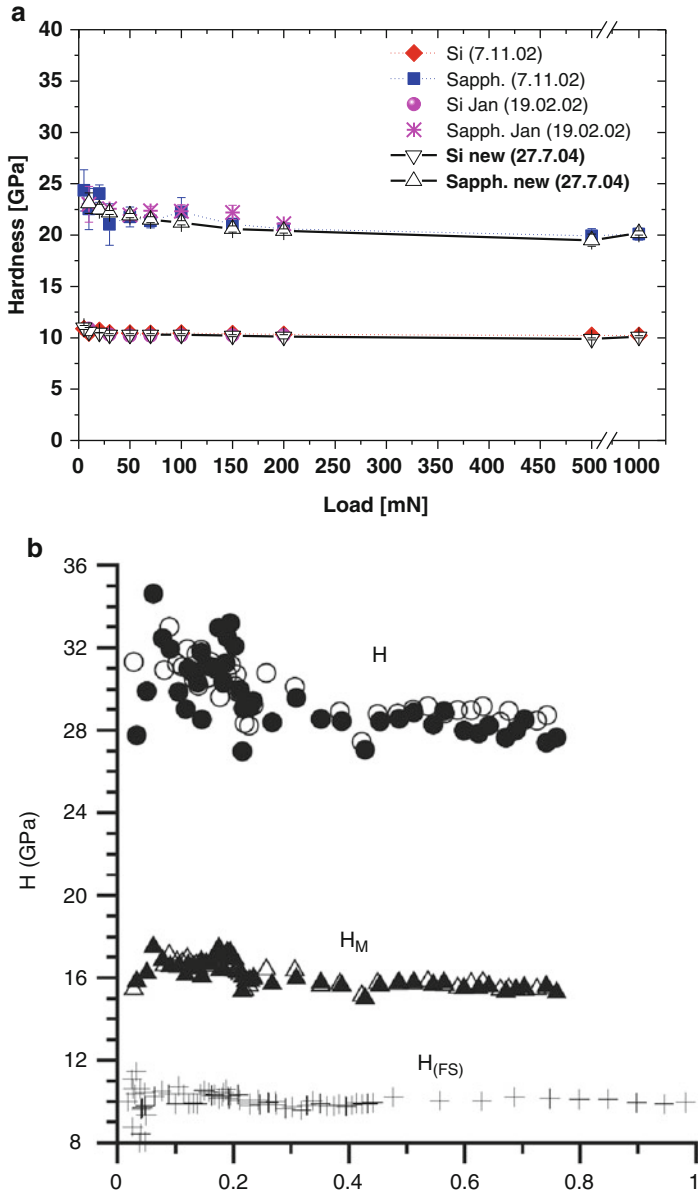 a
40
35
30
25
20
15
10
5
0
Hardness [GPa]
Si (7.11.02)
Sapph. (7.11.02)
Si Jan (19.02.02)
Sapph. Jan (19.02.02)
Si new (27.7.04)
Sapph. new (27.7.04)
0 50 100 150 200 250 300 350 400 450 500 1000
Load [mN]
b
36
32
28
24
20
16
12
8
H (GPa)
H
HM
H(FS)
0 0.2 0.4 0.6 0.8 1